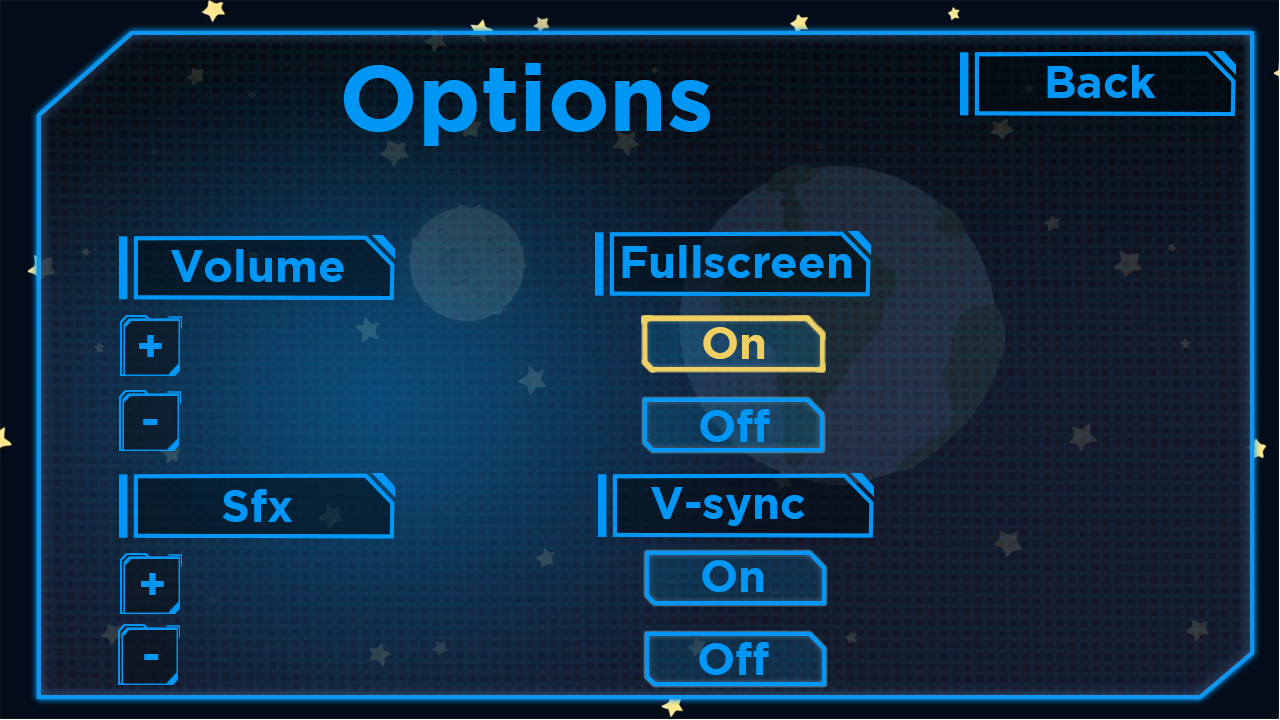 Options
Back
Volume
Fullscreen
+
On
-
Off
Sfx
V-sync
+
On
-
Off